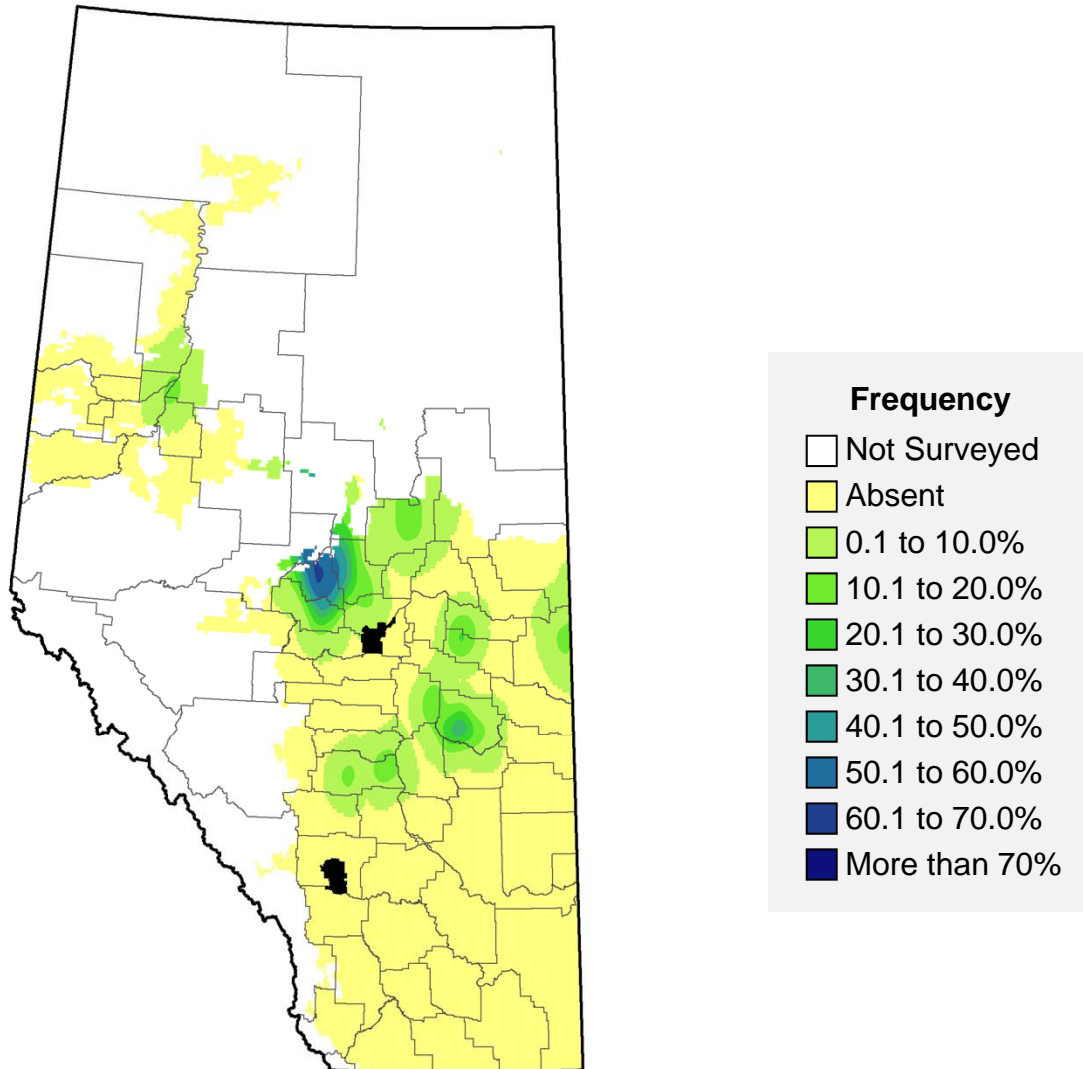 Frequency
Not Surveyed
Absent
0.1 to 10.0%
10.1 to 20.0%
20.1 to 30.0%
30.1 to 40.0%
40.1 to 50.0%
50.1 to 60.0%
60.1 to 70.0%
More than 70%